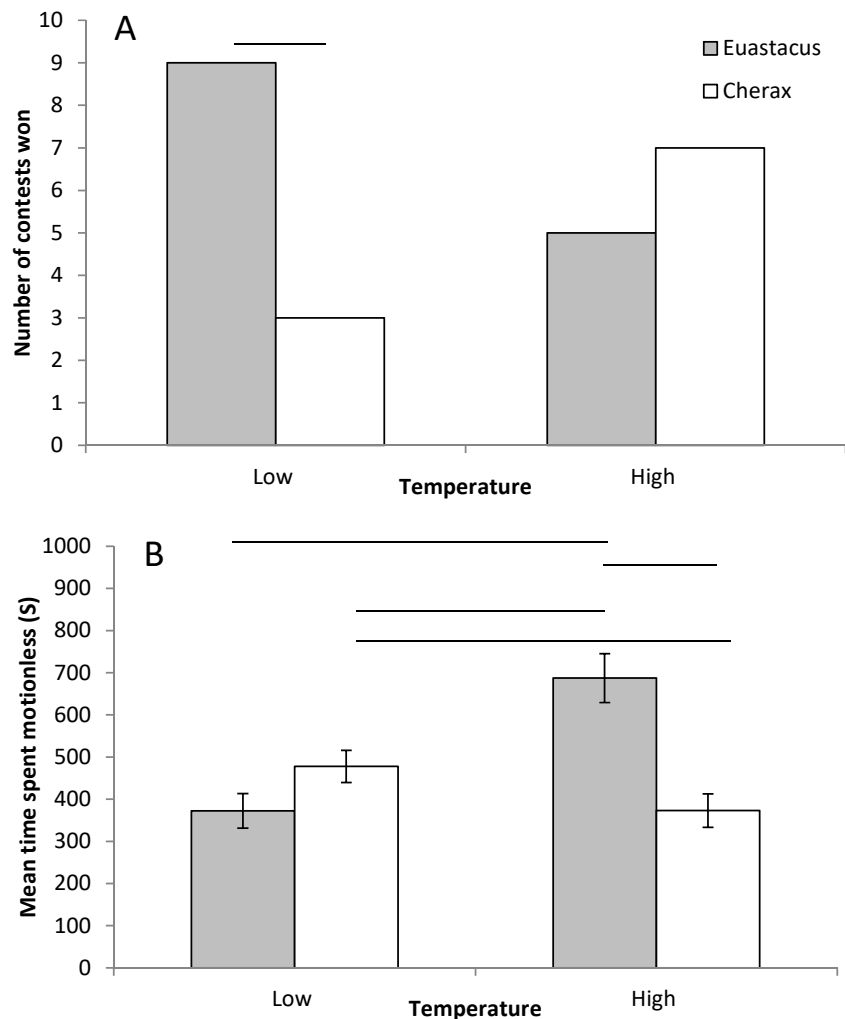 A
Number of contests won
10
9
8
7
6
5
4
3
2
1
0
Euastacus
Cherax
Low
High
Temperature
B
Mean time spent motionless (S)
1000
900
800
700
600
500
400
300
200
100
0
Low
High
Temperature